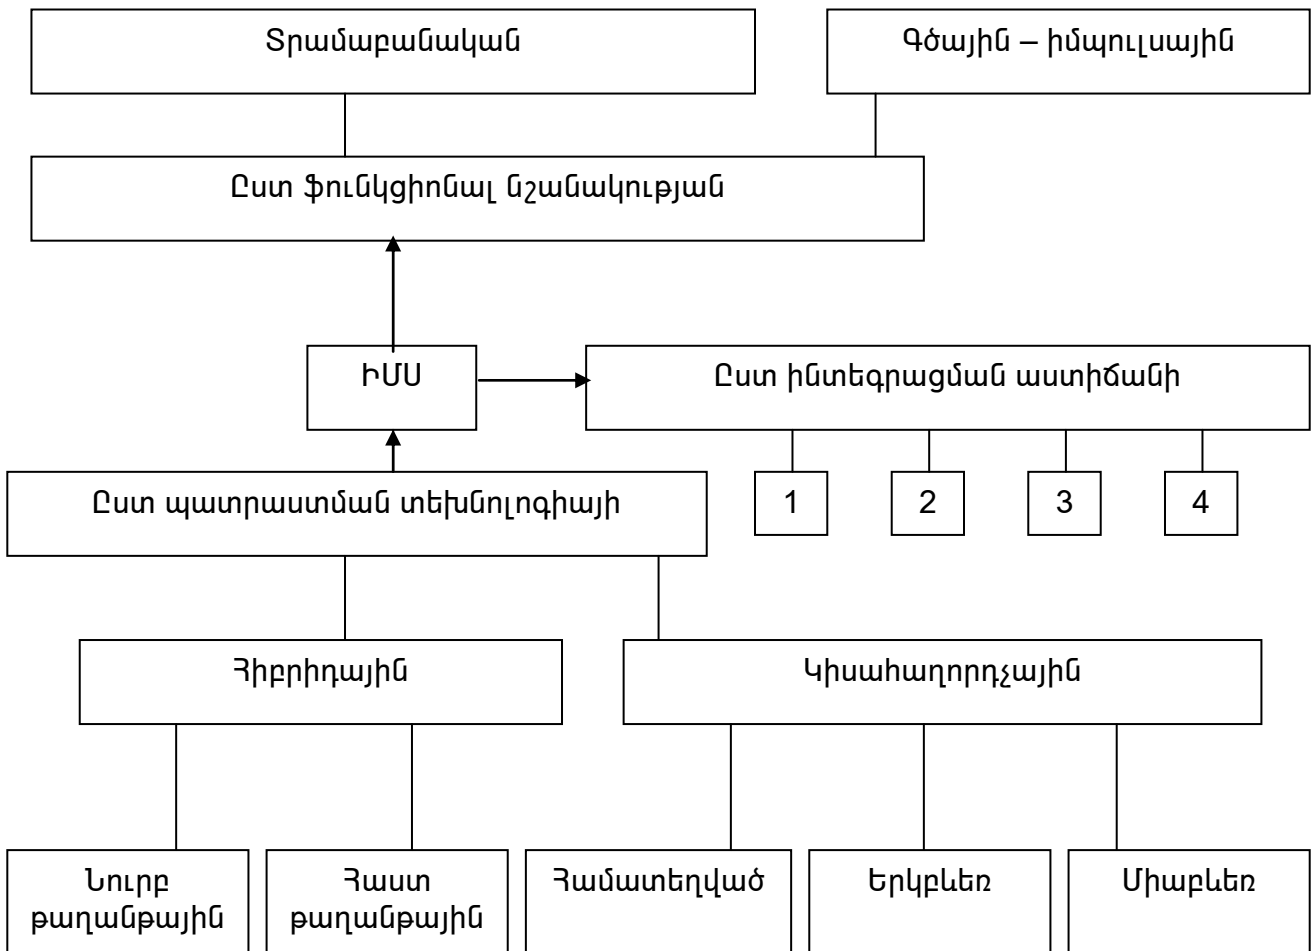 Տրամաբանական
Գծային – իմպուլսային
Ըստ ֆունկցիոնալ նշանակության
ԻՄՍ
Ըստ ինտեգրացման աստիճանի
1
2
3
4
Ըստ պատրաստման տեխնոլոգիայի
Հիբրիդային
Կիսահաղորդչային
Նուրբ
թաղանթային
Հաստ
թաղանթային
Համատեղված
Երկբևեռ
Միաբևեռ